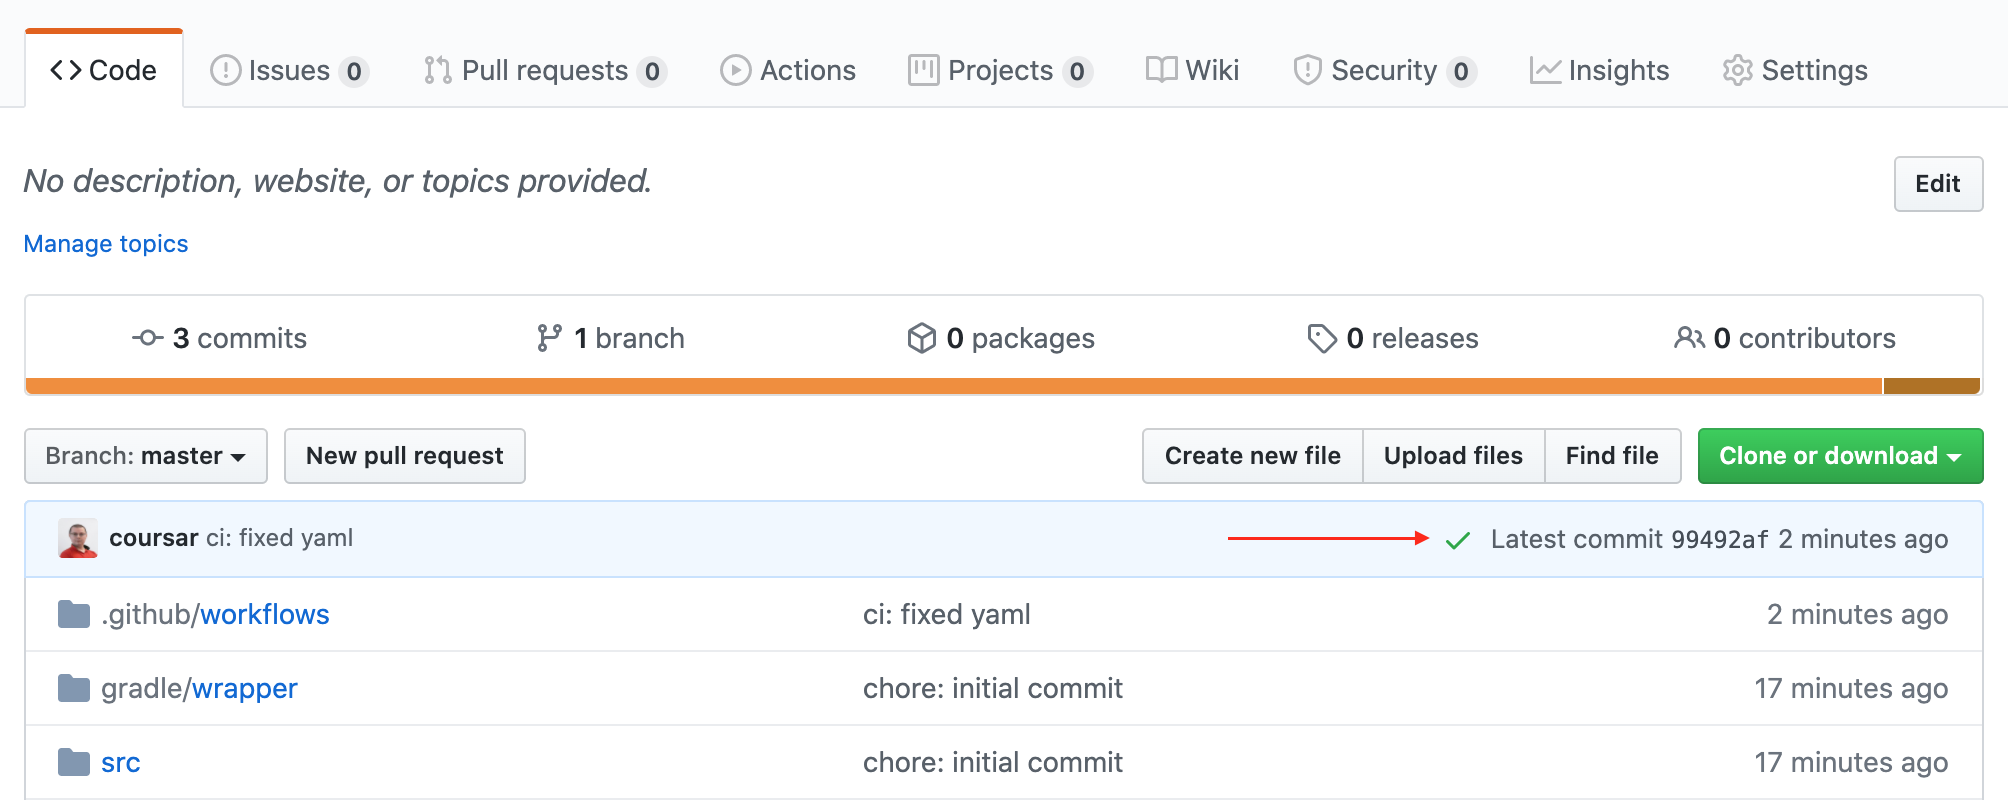 Code Issues 0 Pull requests 0 Actions Projects 0 Wiki Security 0 Insights Settings
No description, website, or topics provided. Edit
Manage topics
3 commits 1 branch 0 packages 0 releases 0 contributors
Branch: master New pull request Create new file Upload files Find file Clone or download
coursar ci: fixed yaml Latest commit 99492af 2 minutes ago
.github/workflows ci: fixed yaml 2 minutes ago
gradle/wrapper chore: initial commit 17 minutes ago
src chore: initial commit 17 minutes ago